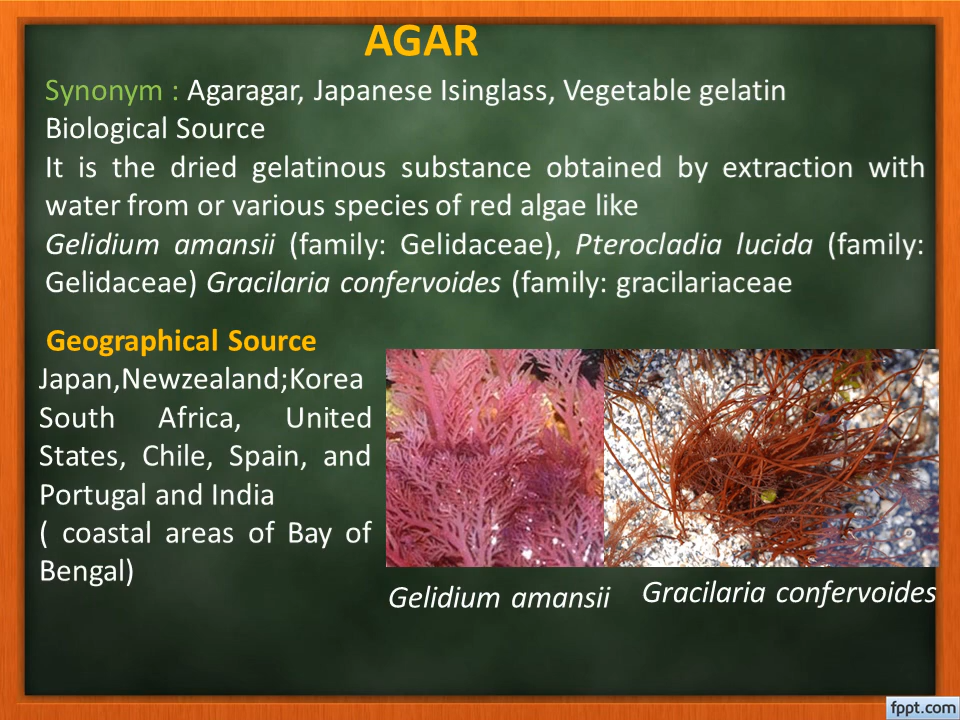 AGAR
Synonym : Agaragar, Japanese Isinglass, Vegetable gelatin
Biological Source
It is the dried gelatinous substance obtained by extraction with
water from or various species of red algae like
Gelidium amansii (family: Gelidaceae), Pterocladia lucida (family:
Gelidaceae) Gracilaria confervoides (family: gracilariaceae
Geographical Source
Japan,Newzealand;Korea
South Africa, United
States, Chile, Spain, and
Portugal and India
( coastal areas of Bay of
Bengal)
Gelidium amansii
Gracilaria confervoides
fppt.com